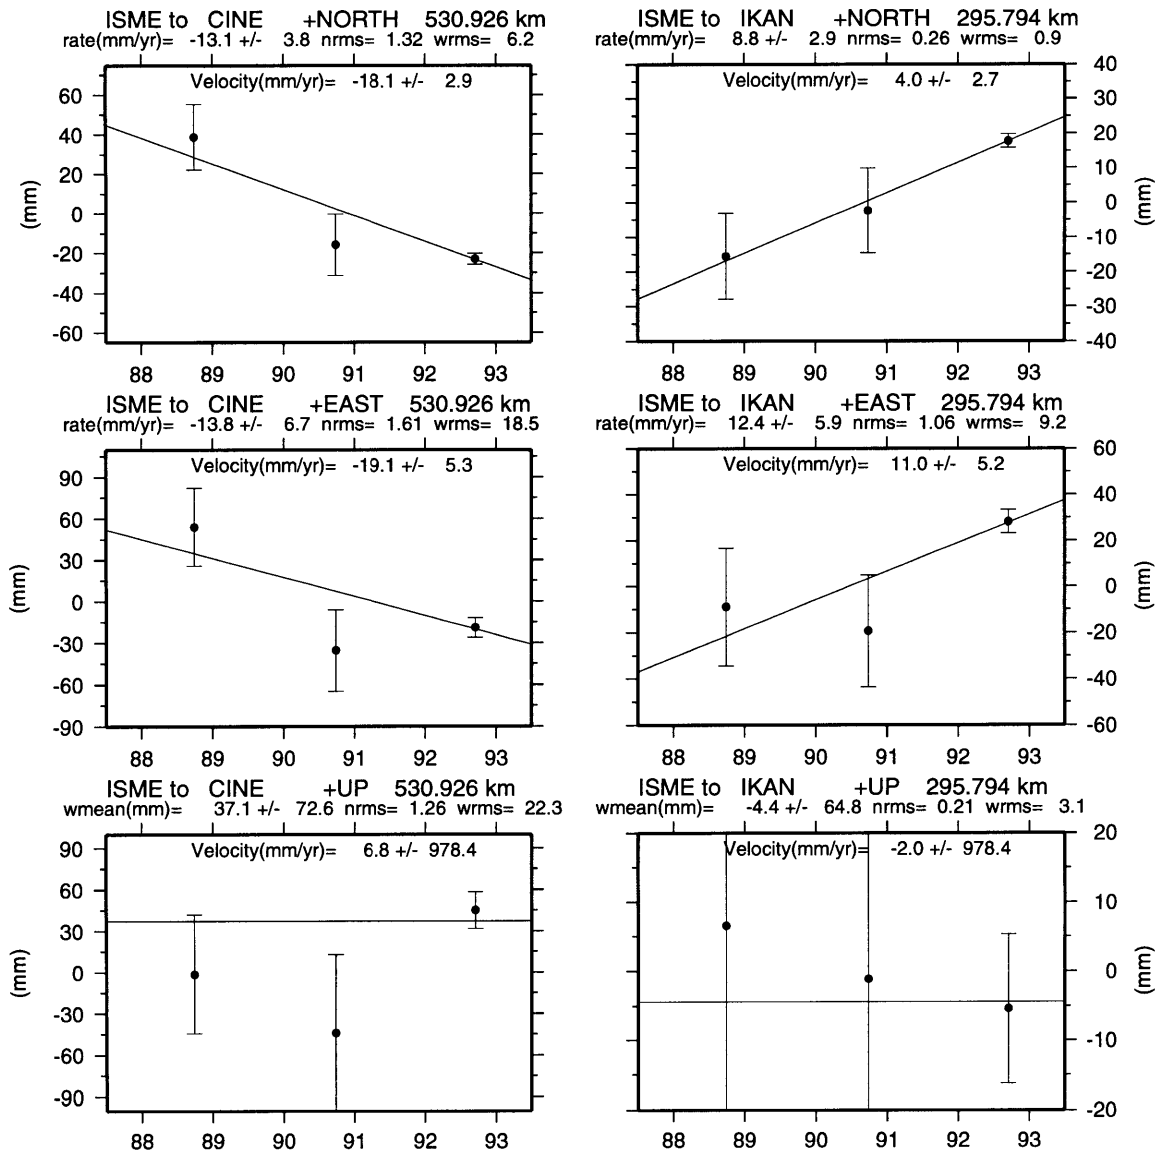 ISME to CINE +NORTH 530.926 km
rate(mm/yr)= -13.1 +/- 3.8 nrms= 1.32 wrms= 6.2
Velocity(mm/yr)= -18.1 +/- 2.9
60
40
20
0
-20
-40
-60
(mm)
88 89 90 91 92 93
ISME to IKAN +NORTH 295.794 km
rate(mm/yr)= 8.8 +/- 2.9 nrms= 0.26 wrms= 0.9
Velocity(mm/yr)= 4.0 +/- 2.7
40
30
20
10
0
-10
-20
-30
-40
(mm)
88 89 90 91 92 93
ISME to CINE +EAST 530.926 km
rate(mm/yr)= -13.8 +/- 6.7 nrms= 1.61 wrms= 18.5
Velocity(mm/yr)= -19.1 +/- 5.3
90
60
30
0
-30
-60
-90
(mm)
88 89 90 91 92 93
ISME to IKAN +EAST 295.794 km
rate(mm/yr)= 12.4 +/- 5.9 nrms= 1.06 wrms= 9.2
Velocity(mm/yr)= 11.0 +/- 5.2
60
40
20
0
-20
-40
-60
(mm)
88 89 90 91 92 93
ISME to CINE +UP 530.926 km
wmean(mm)= 37.1 +/- 72.6 nrms= 1.26 wrms= 22.3
Velocity(mm/yr)= 6.8 +/- 978.4
90
60
30
0
-30
-60
-90
(mm)
88 89 90 91 92 93
ISME to IKAN +UP 295.794 km
wmean(mm)= -4.4 +/- 64.8 nrms= 0.21 wrms= 3.1
Velocity(mm/yr)= -2.0 +/- 978.4
20
10
0
-10
-20
(mm)
88 89 90 91 92 93